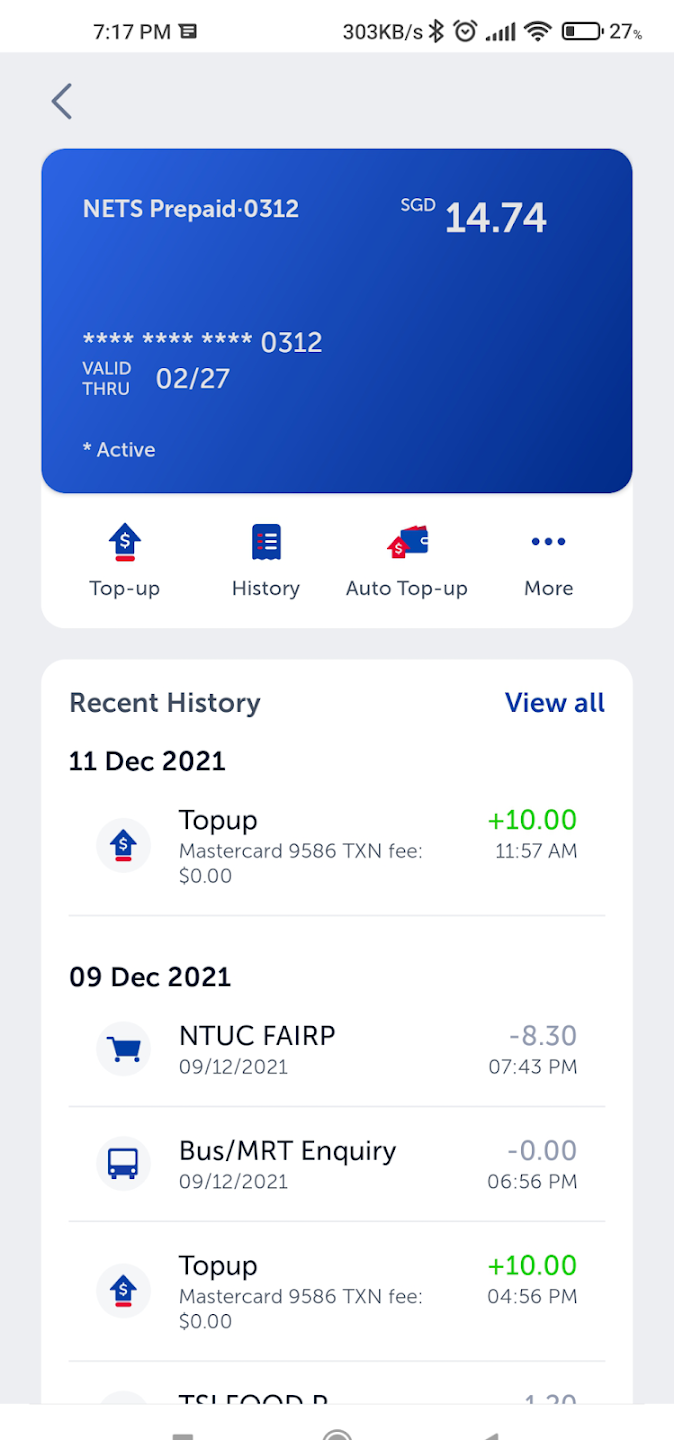 7:17 PM
303KB/s 27%
NETS Prepaid·0312
SGD 14.74
**** **** **** 0312
VALID
THRU 02/27
* Active
Top-up History Auto Top-up More
Recent History View all
11 Dec 2021
Topup +10.00
Mastercard 9586 TXN fee: 11:57 AM
$0.00
09 Dec 2021
NTUC FAIRP -8.30
09/12/2021 07:43 PM
Bus/MRT Enquiry -0.00
09/12/2021 06:56 PM
Topup +10.00
Mastercard 9586 TXN fee: 04:56 PM
$0.00